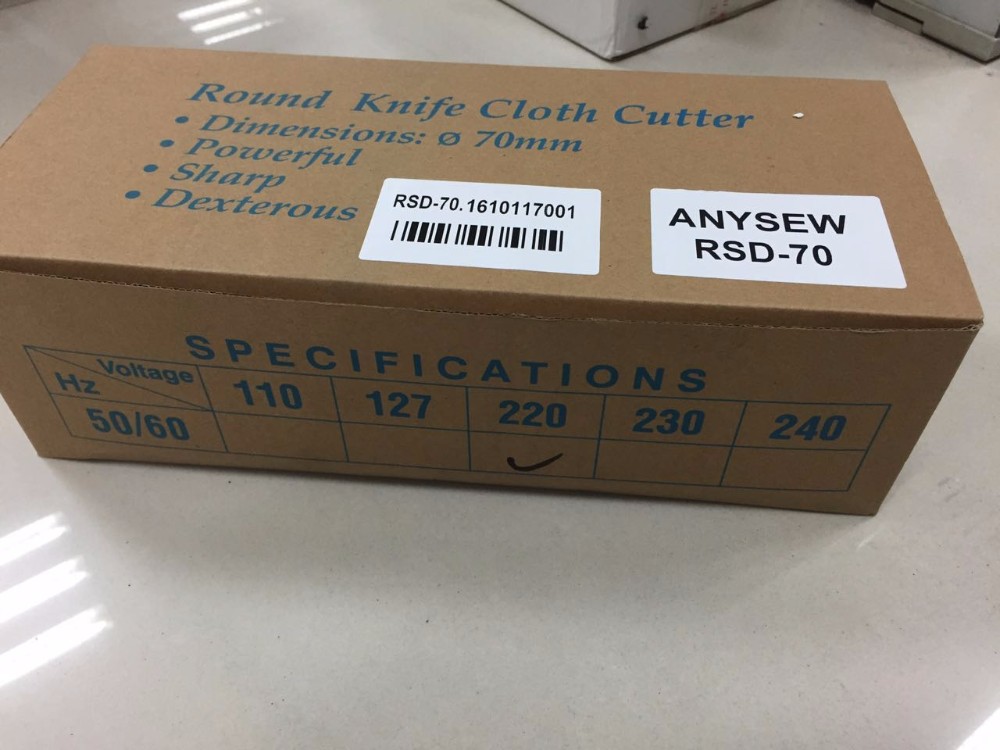 Round Knife Cloth Cutter
• Dimensions: ø 70mm
• Powerful
• Sharp
• Dexterous
RSD-70.1610117001
ANYSEW
RSD-70
SPECIFICATIONS
Voltage
Hz
110 127 220 230 240
50/60 ✓